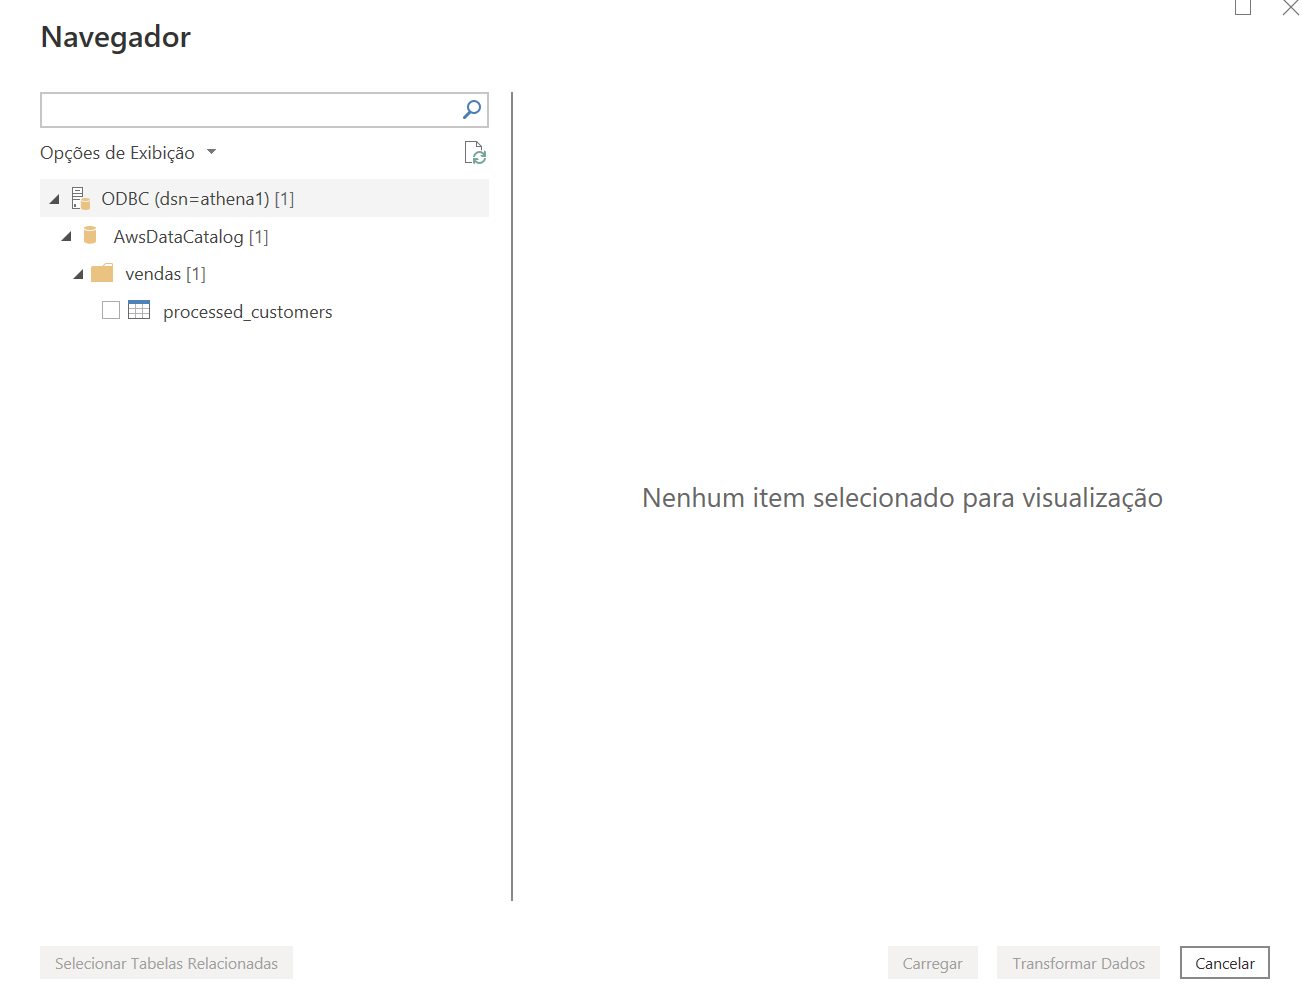 Navegador
Opções de Exibição
ODBC (dsn=athena1) [1]
AwsDataCatalog [1]
vendas [1]
processed_customers
Nenhum item selecionado para visualização
Selecionar Tabelas Relacionadas
Carregar
Transformar Dados
Cancelar